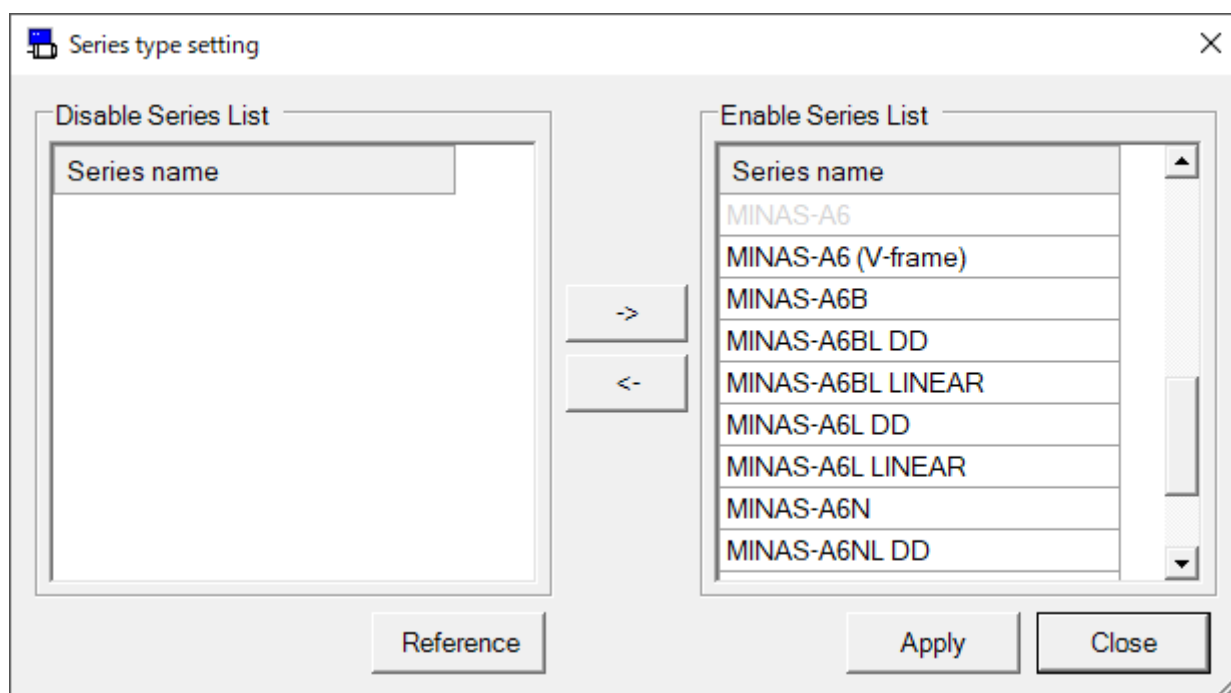 Series type setting
Disable Series List
Series name
->
<-
Reference
Enable Series List
Series name
MINAS-A6
MINAS-A6 (V-frame)
MINAS-A6B
MINAS-A6BL DD
MINAS-A6BL LINEAR
MINAS-A6L DD
MINAS-A6L LINEAR
MINAS-A6N
MINAS-A6NL DD
Apply
Close